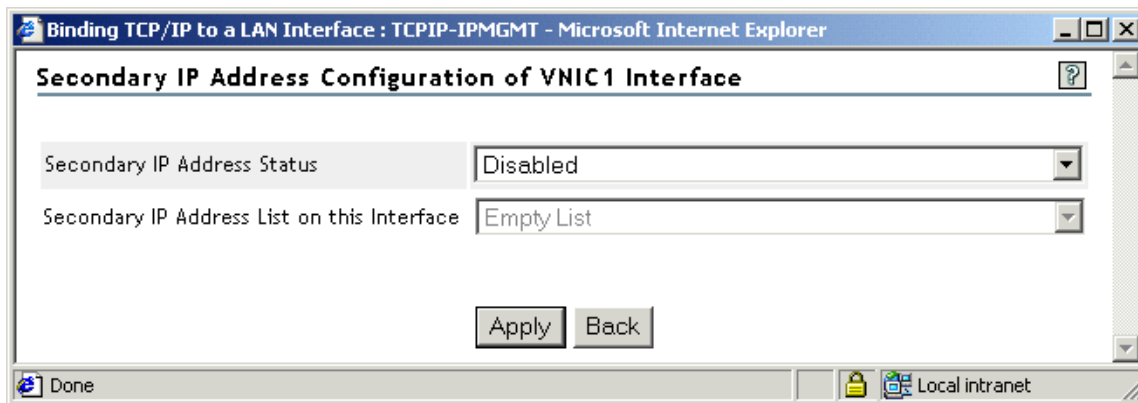 Binding TCP/IP to a LAN Interface : TCPIP-IPMGMT - Microsoft Internet Explorer
Secondary IP Address Configuration of VNIC1 Interface
?
Secondary IP Address Status
Disabled
Secondary IP Address List on this Interface
Empty List
Apply Back
Done
Local intranet